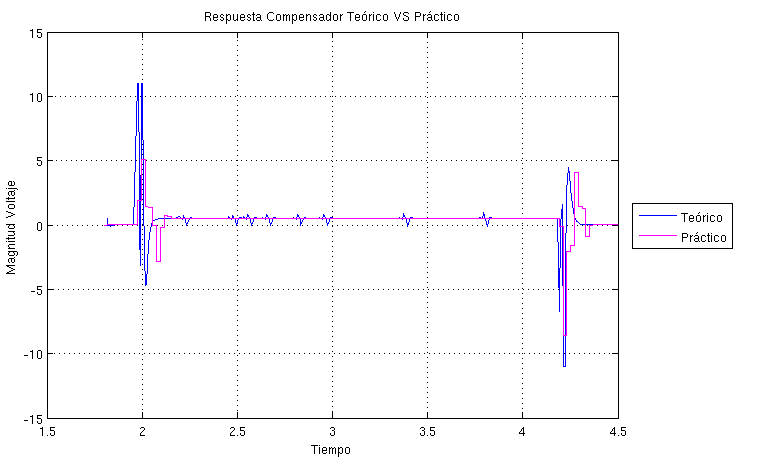 Respuesta Compensador Teórico VS Práctico
15
10
5
0
-5
-10
-15
Magnitud Voltaje
1.5 2 2.5 3 3.5 4 4.5
Tiempo
Teórico
Práctico